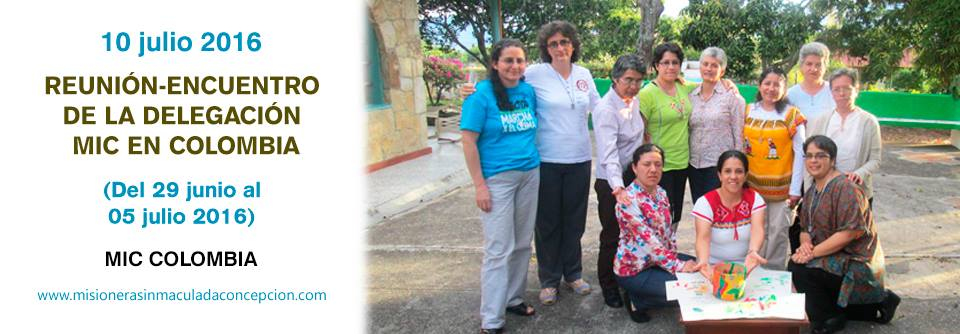 10 julio 2016
REUNIÓN-ENCUENTRO
DE LA DELEGACIÓN
MIC EN COLOMBIA
(Del 29 junio al
05 julio 2016)
MIC COLOMBIA
www.misionerasinmaculadaconcepcion.com